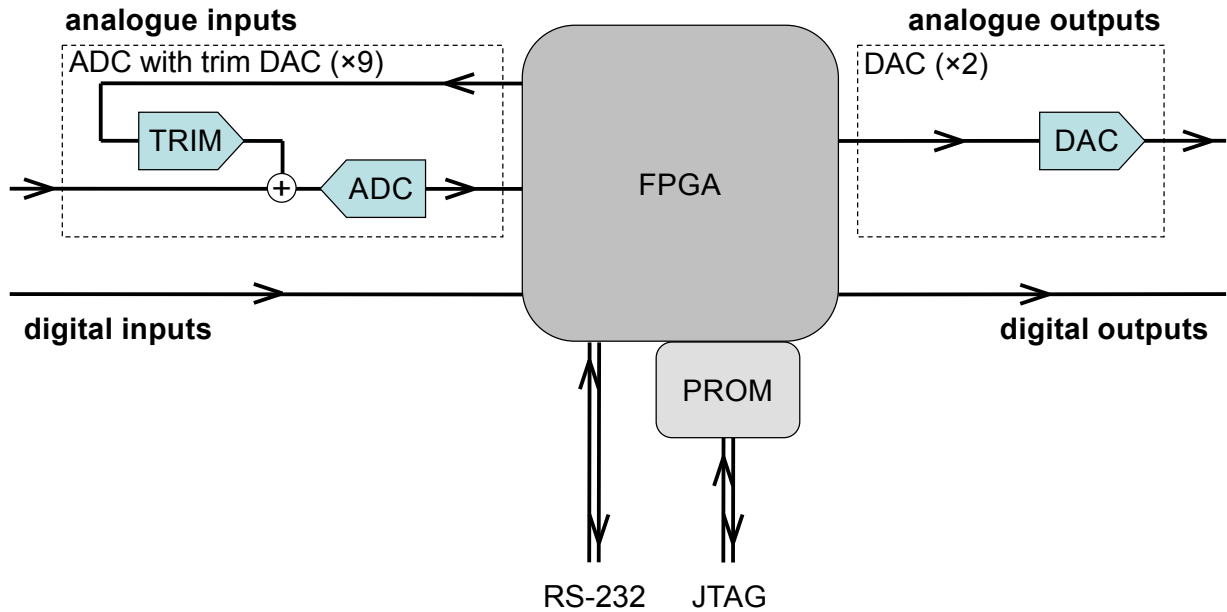 analogue inputs
analogue outputs
ADC with trim DAC (×9)
DAC (×2)
TRIM
DAC
+
ADC
FPGA
digital inputs
digital outputs
PROM
RS-232
JTAG